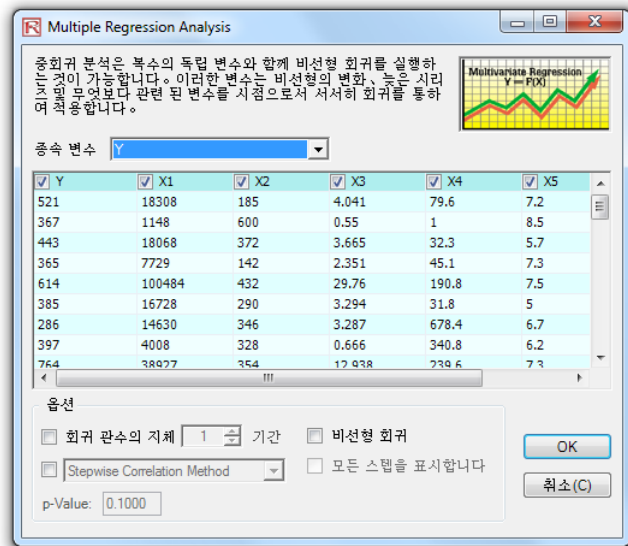 Multiple Regression Analysis
중회귀 분석은 복수의 독립 변수와 함께 비선형 회귀를 실행하
는 것이 가능합니다。이러한 변수는 비선형의 변화、늦은 시리
즈 및 무엇보다 관련 된 변수를 시점으로서 서서히 회귀를 통하
여 적용합니다。
Multivariate Regression
Y = F(X)
종속 변수 Y
Y X1 X2 X3 X4 X5
521 18308 185 4.041 79.6 7.2
367 1148 600 0.55 1 8.5
443 18068 372 3.665 32.3 5.7
365 7729 142 2.351 45.1 7.3
614 100484 432 29.76 190.8 7.5
385 16728 290 3.294 31.8 5
286 14630 346 3.287 678.4 6.7
397 4008 328 0.666 340.8 6.2
764 38927 354 12.938 239.6 7.3
옵션
회귀 관수의 지체 1 기간
비선형 회귀
Stepwise Correlation Method
모든 스텝을 표시합니다
p-Value: 0.1000
OK
취소(C)